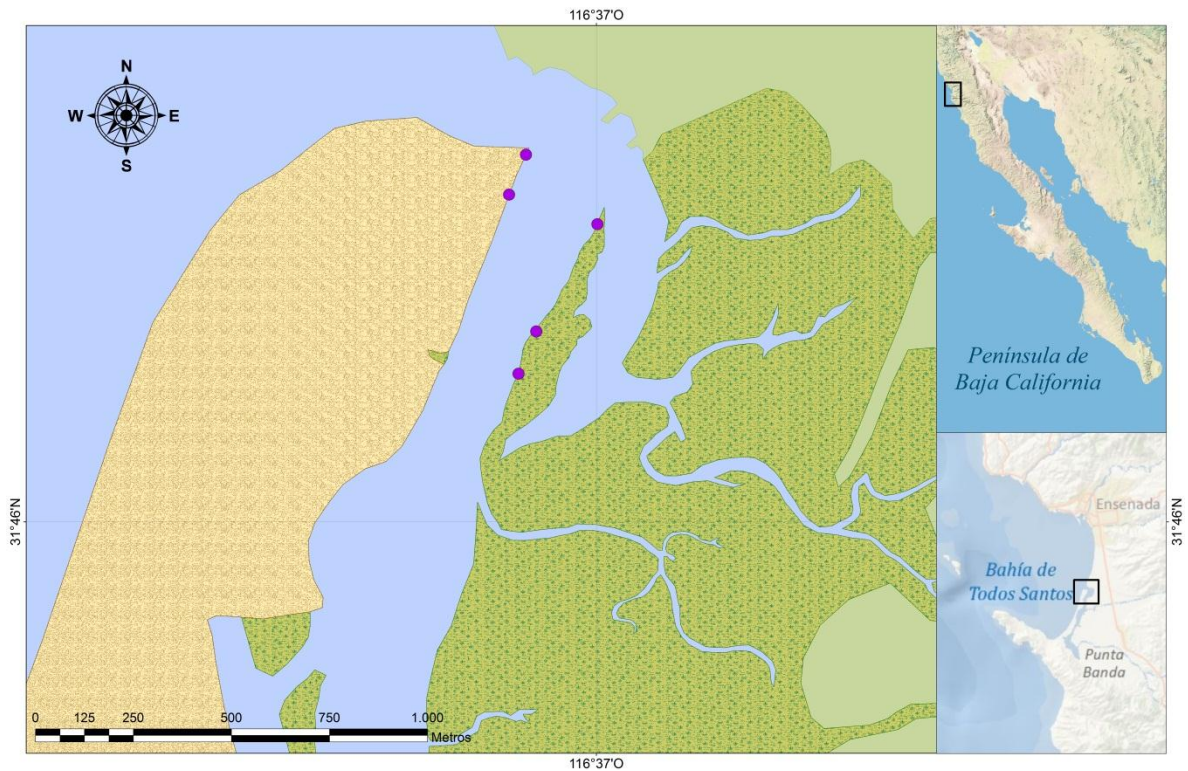 116°37'O
N
W
E
S
Península de
Baja California
31°46'N
31°46'N
Ensenada
Bahía de
Todos Santos
Punta
Banda
0 125 250 500 750 1.000
Metros
116°37'O